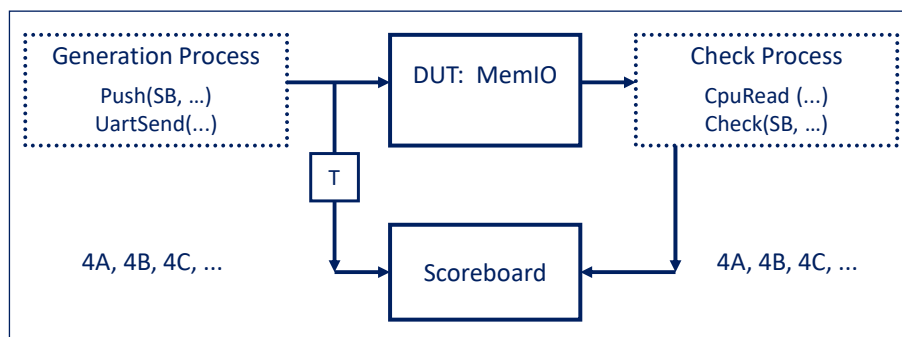 Generation Process
Push(SB, …)
UartSend(...)
DUT:  MemIO
Check Process
CpuRead (...)
Check(SB, …)
T
4A, 4B, 4C, ...
Scoreboard
4A, 4B, 4C, ...